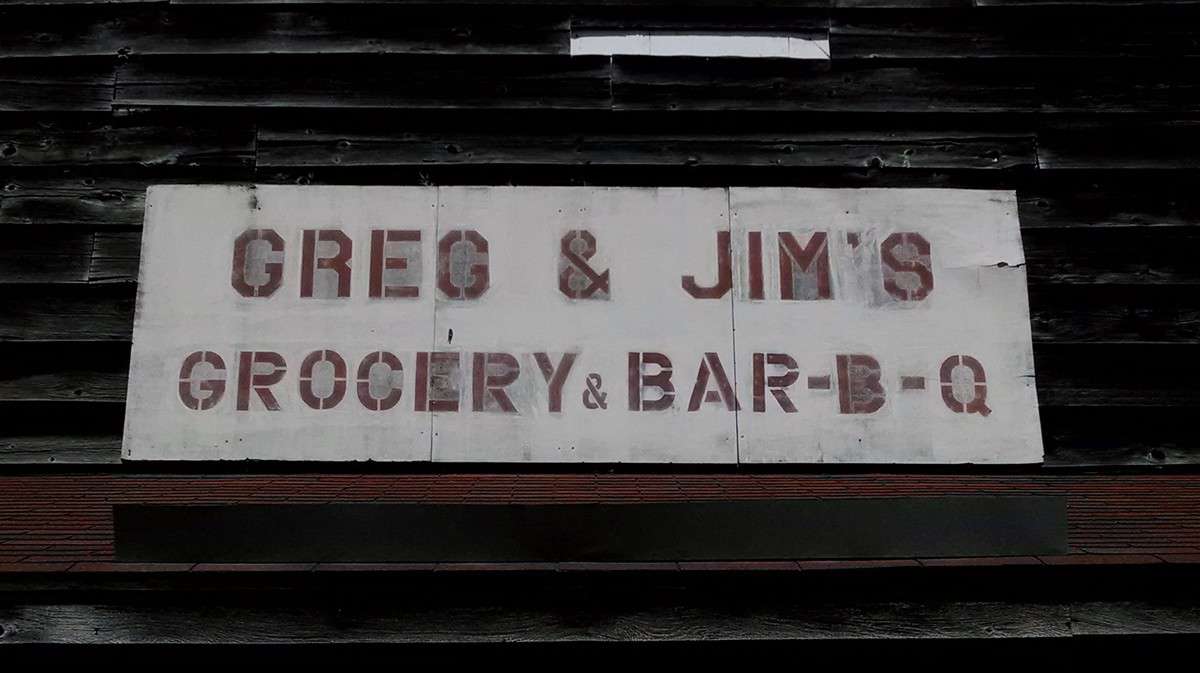 GREG & JIM'S
GROCERY & BAR-B-Q